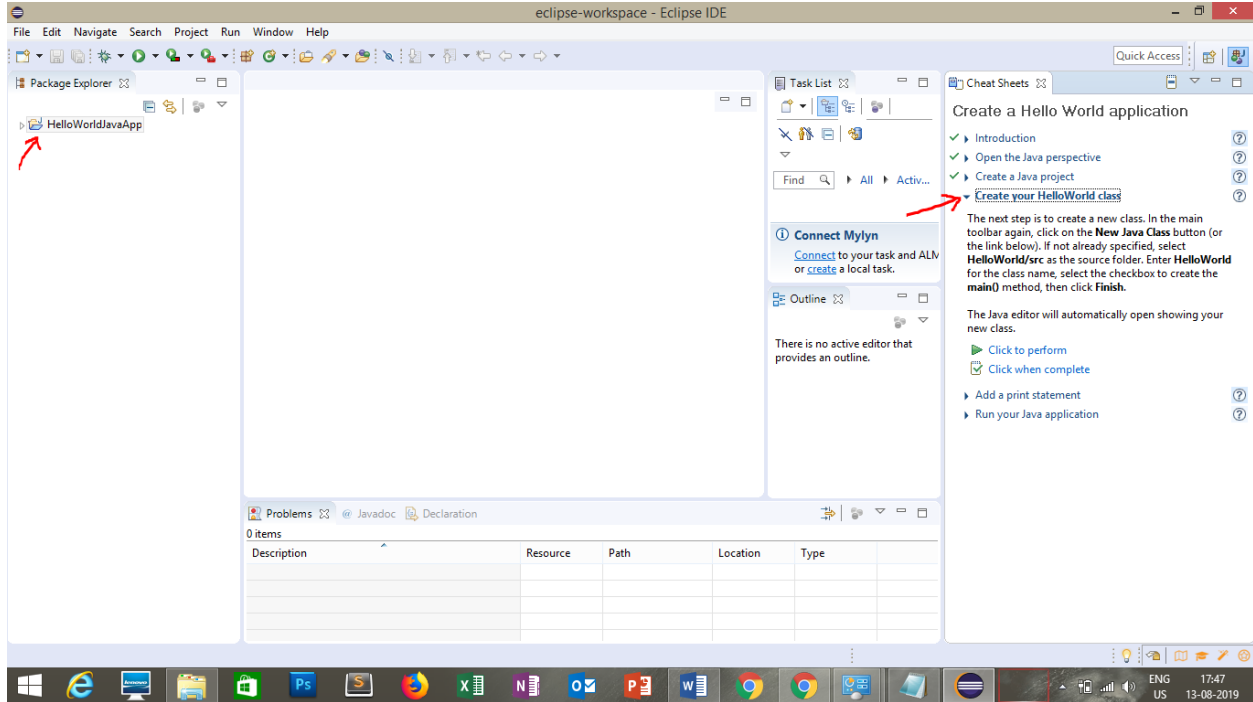 eclipse-workspace - Eclipse IDE
File Edit Navigate Search Project Run Window Help
Quick Access
Package Explorer
HelloWorldJavaApp
Task List
Find
All
Activ...
Connect Mylyn
Connect to your task and ALM
or create a local task.
Outline
There is no active editor that
provides an outline.
Cheat Sheets
Create a Hello World application
Introduction
Open the Java perspective
Create a Java project
Create your HelloWorld class
The next step is to create a new class. In the main
toolbar again, click on the New Java Class button (or
the link below). If not already specified, select
HelloWorld/src as the source folder. Enter HelloWorld
for the class name, select the checkbox to create the
main() method, then click Finish.
The Java editor will automatically open showing your
new class.
Click to perform
Click when complete
Add a print statement
Run your Java application
Problems @ Javadoc Declaration
0 items
Description Resource Path Location Type
lenovo
Ps
S
X
N
O
P
W
ENG 17:47
US 13-08-2019